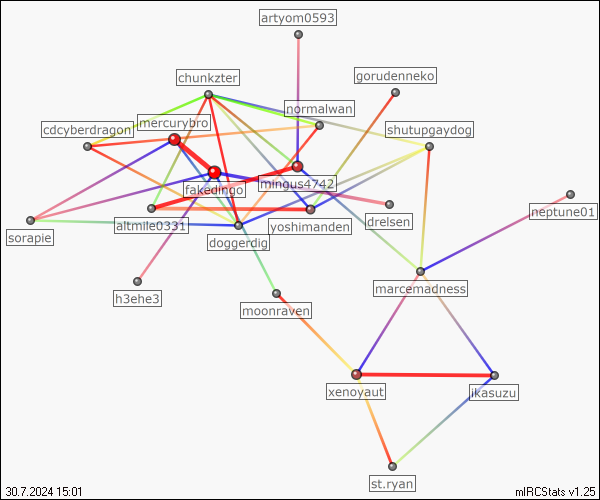 artyom0593
chunkzter
gorudenneko
normalwan
mercurybro
cdcyberdragon
shutupgaydog
mingus4742
fakedingo
neptune01
drelsen
altmile0331
yoshimanden
sorapie
doggerdig
marcemadness
h3ehe3
moonraven
xenoyaut
ikasuzu
st.ryan
30.7.2024 15:01
mIRCStats v1.25